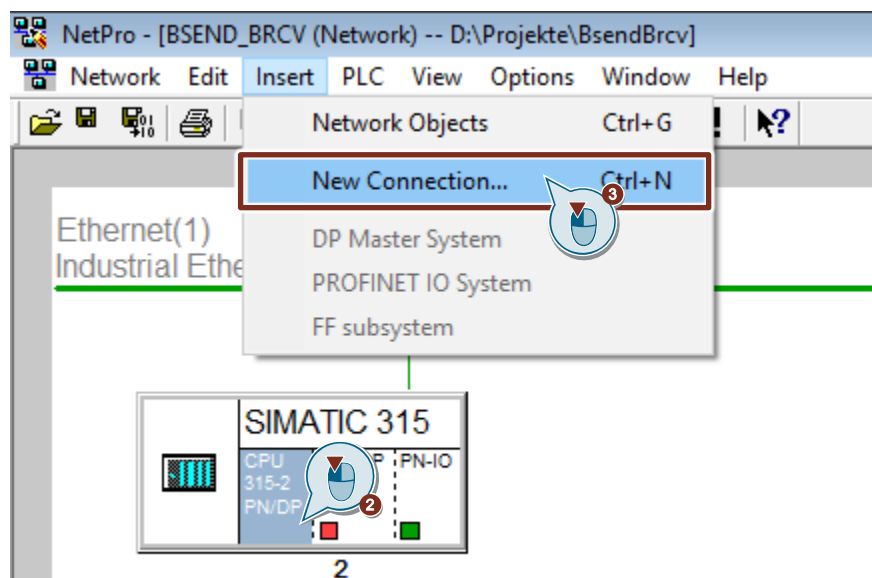 NetPro - [BSEND_BRCV (Network) -- D:\Projekte\BsendBrcv]
Network Edit Insert PLC View Options Window Help
Network Objects Ctrl+G
New Connection... Ctrl+N
3
DP Master System
PROFINET IO System
FF subsystem
Ethernet(1)
Industrial Ethe
SIMATIC 315
CPU
315-2
PN/DP
P
PN-IO
2
2